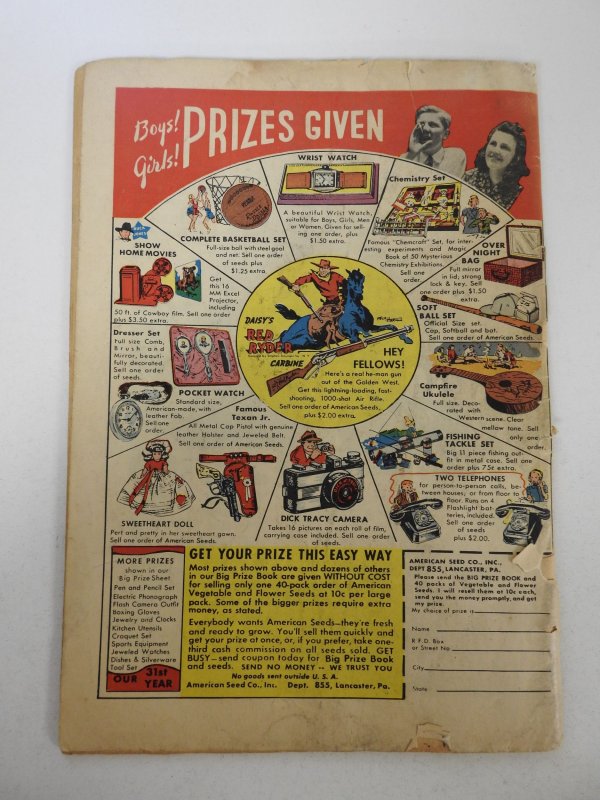 Boys!
Girls!
PRIZES GIVEN
WRIST WATCH
A beautiful Wrist Watch,
suitable for Boys, Girls, Men
or Women. Given for sell-
ing one order, plus
$1.50 extra.
Chemistry Set
Famous "Chemcraft" Set, for inter-
esting experiments and Magic.
Book of 50 Mysterious
Chemistry Exhibitions.
Sell one
order
OVER
NIGHT
BAG
Full mirror
in lid; strong
lock & key. Sell
one order plus $1.50
extra.
SOFT
BALL SET
Official Size set.
Cap, Softball and bat.
Sell one order of American Seeds.
Campfire
Ukulele
Full size. Deco-
rated with
Western scene. Clear
mellow tone. Sell
only one
order.
FISHING
TACKLE SET
Big 11 piece fishing out-
fit in metal case. Sell one
order plus 75¢ extra.
TWO TELEPHONES
for person-to-person calls, be-
tween houses; or from floor to
floor. Runs on 4
Flashlight bat-
teries, included.
Sell one order
of seeds
plus $2.00.
DICK TRACY CAMERA
Takes 16 pictures on each roll of film,
carrying case included. Sell one order
of seeds.
SWEETHEART DOLL
Pert and pretty in her sweetheart gown.
Sell one order of American Seeds.
Famous
Texan Jr.
All Metal Cap Pistol with genuine
leather Holster and Jeweled Belt.
Sell one order of American Seeds.
POCKET WATCH
Standard size,
American-made, with
leather Fob.
Sell one
order.
Dresser Set
Full size Comb,
Brush and
Mirror, beauti-
fully decorated.
Sell one order
of seeds.
BUCK
JONES
SHOW
HOME MOVIES
Get
this 16
MM Excel
Projector,
including
50 ft. of Cowboy film. Sell one order
plus $3.50 extra.
COMPLETE BASKETBALL SET
Full-size ball with steel goal
and net. Sell one order
of seeds plus
$1.25 extra.
DAISY'S
RED
RYDER
CARBINE
HEY
FELLOWS!
Here's a real he-man gun
out of the Golden West.
Get this lightning-loading, fast-
shooting, 1000-shot Air Rifle.
Sell one order of American Seeds,
plus $2.00 extra.
MORE PRIZES
shown in our
Big Prize Sheet
Pen and Pencil Set
Electric Phonograph
Flash Camera Outfit
Boxing Gloves
Jewelry and Clocks
Kitchen Utensils
Croquet Set
Sports Equipment
Jeweled Watches
Dishes & Silverware
Tool Set
OUR 31st
YEAR
GET YOUR PRIZE THIS EASY WAY
Most prizes shown above and dozens of others
in our Big Prize Book are given WITHOUT COST
for selling only one 40-pack order of American
Vegetable and Flower Seeds at 10c per large
pack. Some of the bigger prizes require extra
money, as stated.
Everybody wants American Seeds—they're fresh
and ready to grow. You'll sell them quickly and
get your prize at once, or, if you prefer, take one-
third cash commission on all seeds sold. GET
BUSY—send coupon today for Big Prize Book
and seeds. SEND NO MONEY -- WE TRUST YOU
No goods sent outside U. S. A.
American Seed Co., Inc. Dept. 855, Lancaster, Pa.
AMERICAN SEED CO., INC.,
DEPT 855, LANCASTER, PA.
Please send the BIG PRIZE BOOK and
40 packs of Vegetable and Flower
Seeds. I will resell them at 10c each,
send you the money promptly, and get
my prize.
My choice of prize is
Name
R.F.D. Box
or Street No
City
State